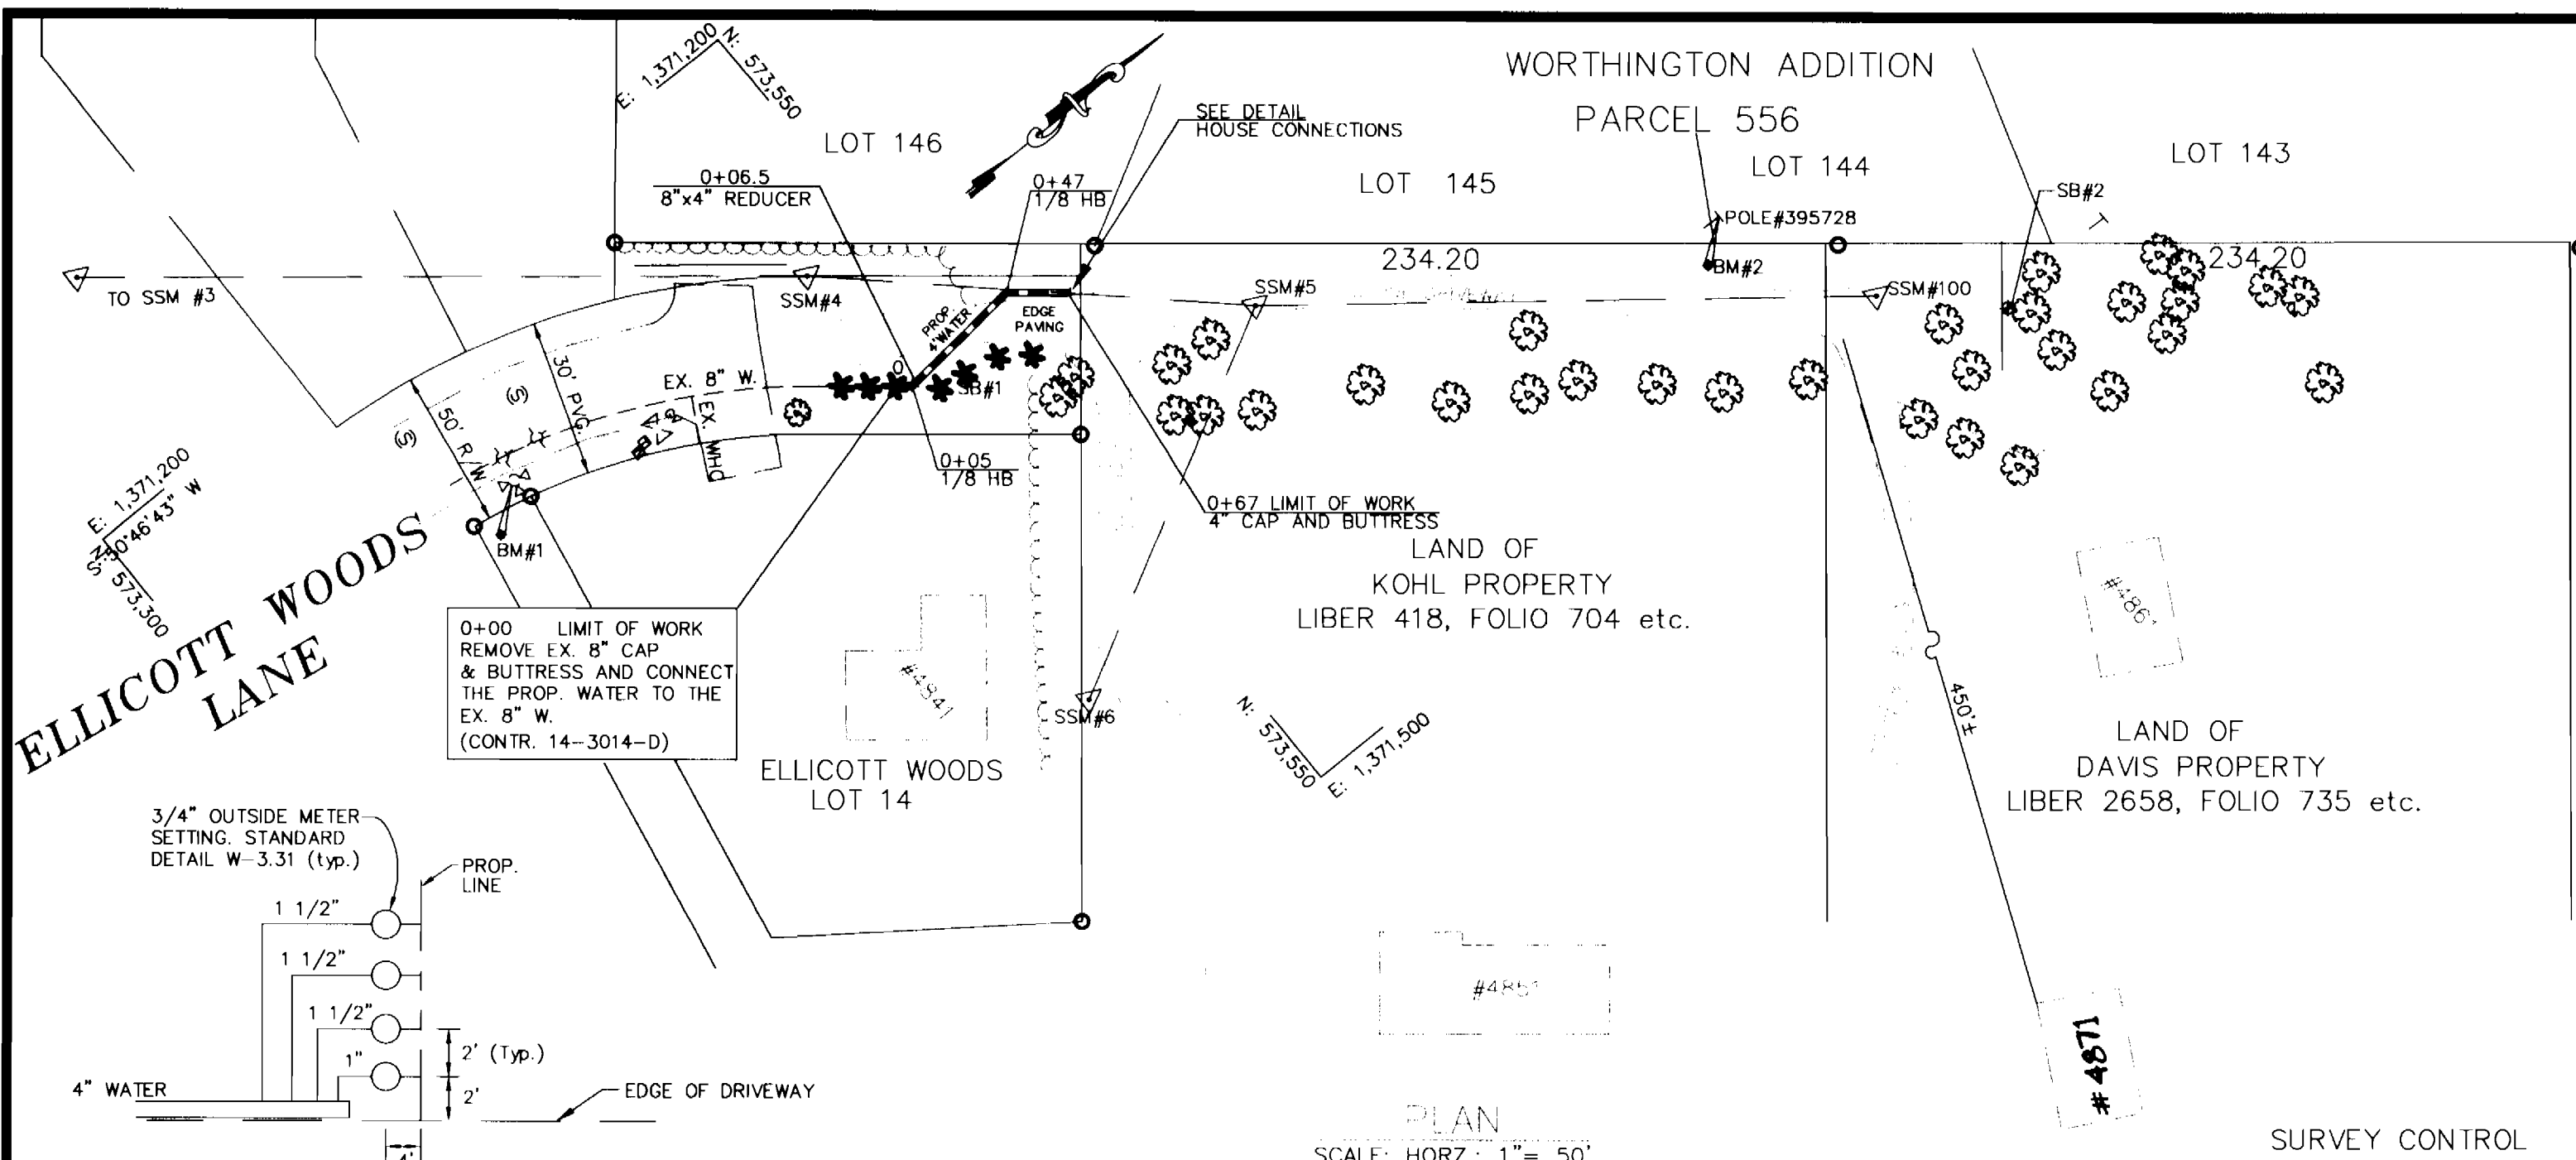 WORTHINGTON ADDITION
PARCEL 556
E: 1,371,200
N: 573,550
LOT 146
SEE DETAIL
HOUSE CONNECTIONS
LOT 145
LOT 144
LOT 143
0+06.5
8"x4" REDUCER
0+47
1/8 HB
POLE#395728
BM#2
SB#2
T
TO SSM #3
SSM#4
234.20
234.20
SSM#5
SSM#100
PROP.
4"WATER
EDGE
PAVING
EX. 8" W.
0
SB#1
(S)
(S)
30' PVG.
50' R/W
EX. WHC
0+05
1/8 HB
0+67 LIMIT OF WORK
4" CAP AND BUTTRESS
BM#1
E: 1,371,200
N: 573,300
ELLICOTT WOODS
LANE
LAND OF
KOHL PROPERTY
LIBER 418, FOLIO 704 etc.
0+00 LIMIT OF WORK
REMOVE EX. 8" CAP
& BUTTRESS AND CONNECT
THE PROP. WATER TO THE
EX. 8" W.
(CONTR. 14-3014-D)
#4841
SSM#6
ELLICOTT WOODS
LOT 14
N: 573,550
E: 1,371,500
450'±
LAND OF
DAVIS PROPERTY
LIBER 2658, FOLIO 735 etc.
3/4" OUTSIDE METER
SETTING. STANDARD
DETAIL W-3.31 (typ.)
PROP.
LINE
1 1/2"
1 1/2"
1 1/2"
1"
2' (Typ.)
2'
4" WATER
EDGE OF DRIVEWAY
4'
#4851
#4871
PLAN
SCALE: HORZ.: 1"= 50'
SURVEY CONTROL